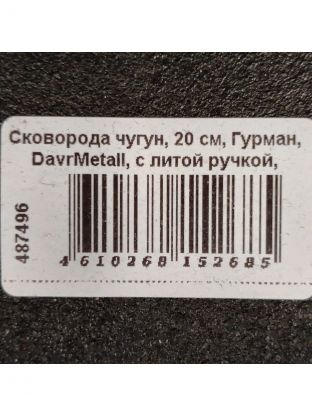 Сковорода чугун, 20 см, Гурман,
DavrMetall, с литой ручкой,
487496
4 610268 152685